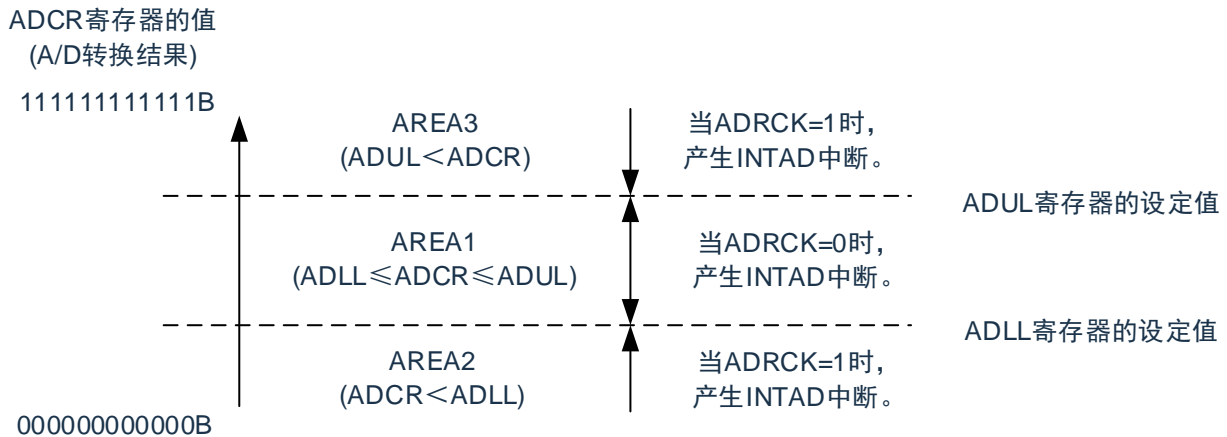 ADCR寄存器的值
(A/D转换结果)
111111111111B
AREA3
(ADUL＜ADCR)
当ADRCK=1时，
产生INTAD中断。
ADUL寄存器的设定值
AREA1
(ADLL≤ADCR≤ADUL)
当ADRCK=0时，
产生INTAD中断。
ADLL寄存器的设定值
AREA2
(ADCR＜ADLL)
当ADRCK=1时，
产生INTAD中断。
000000000000B